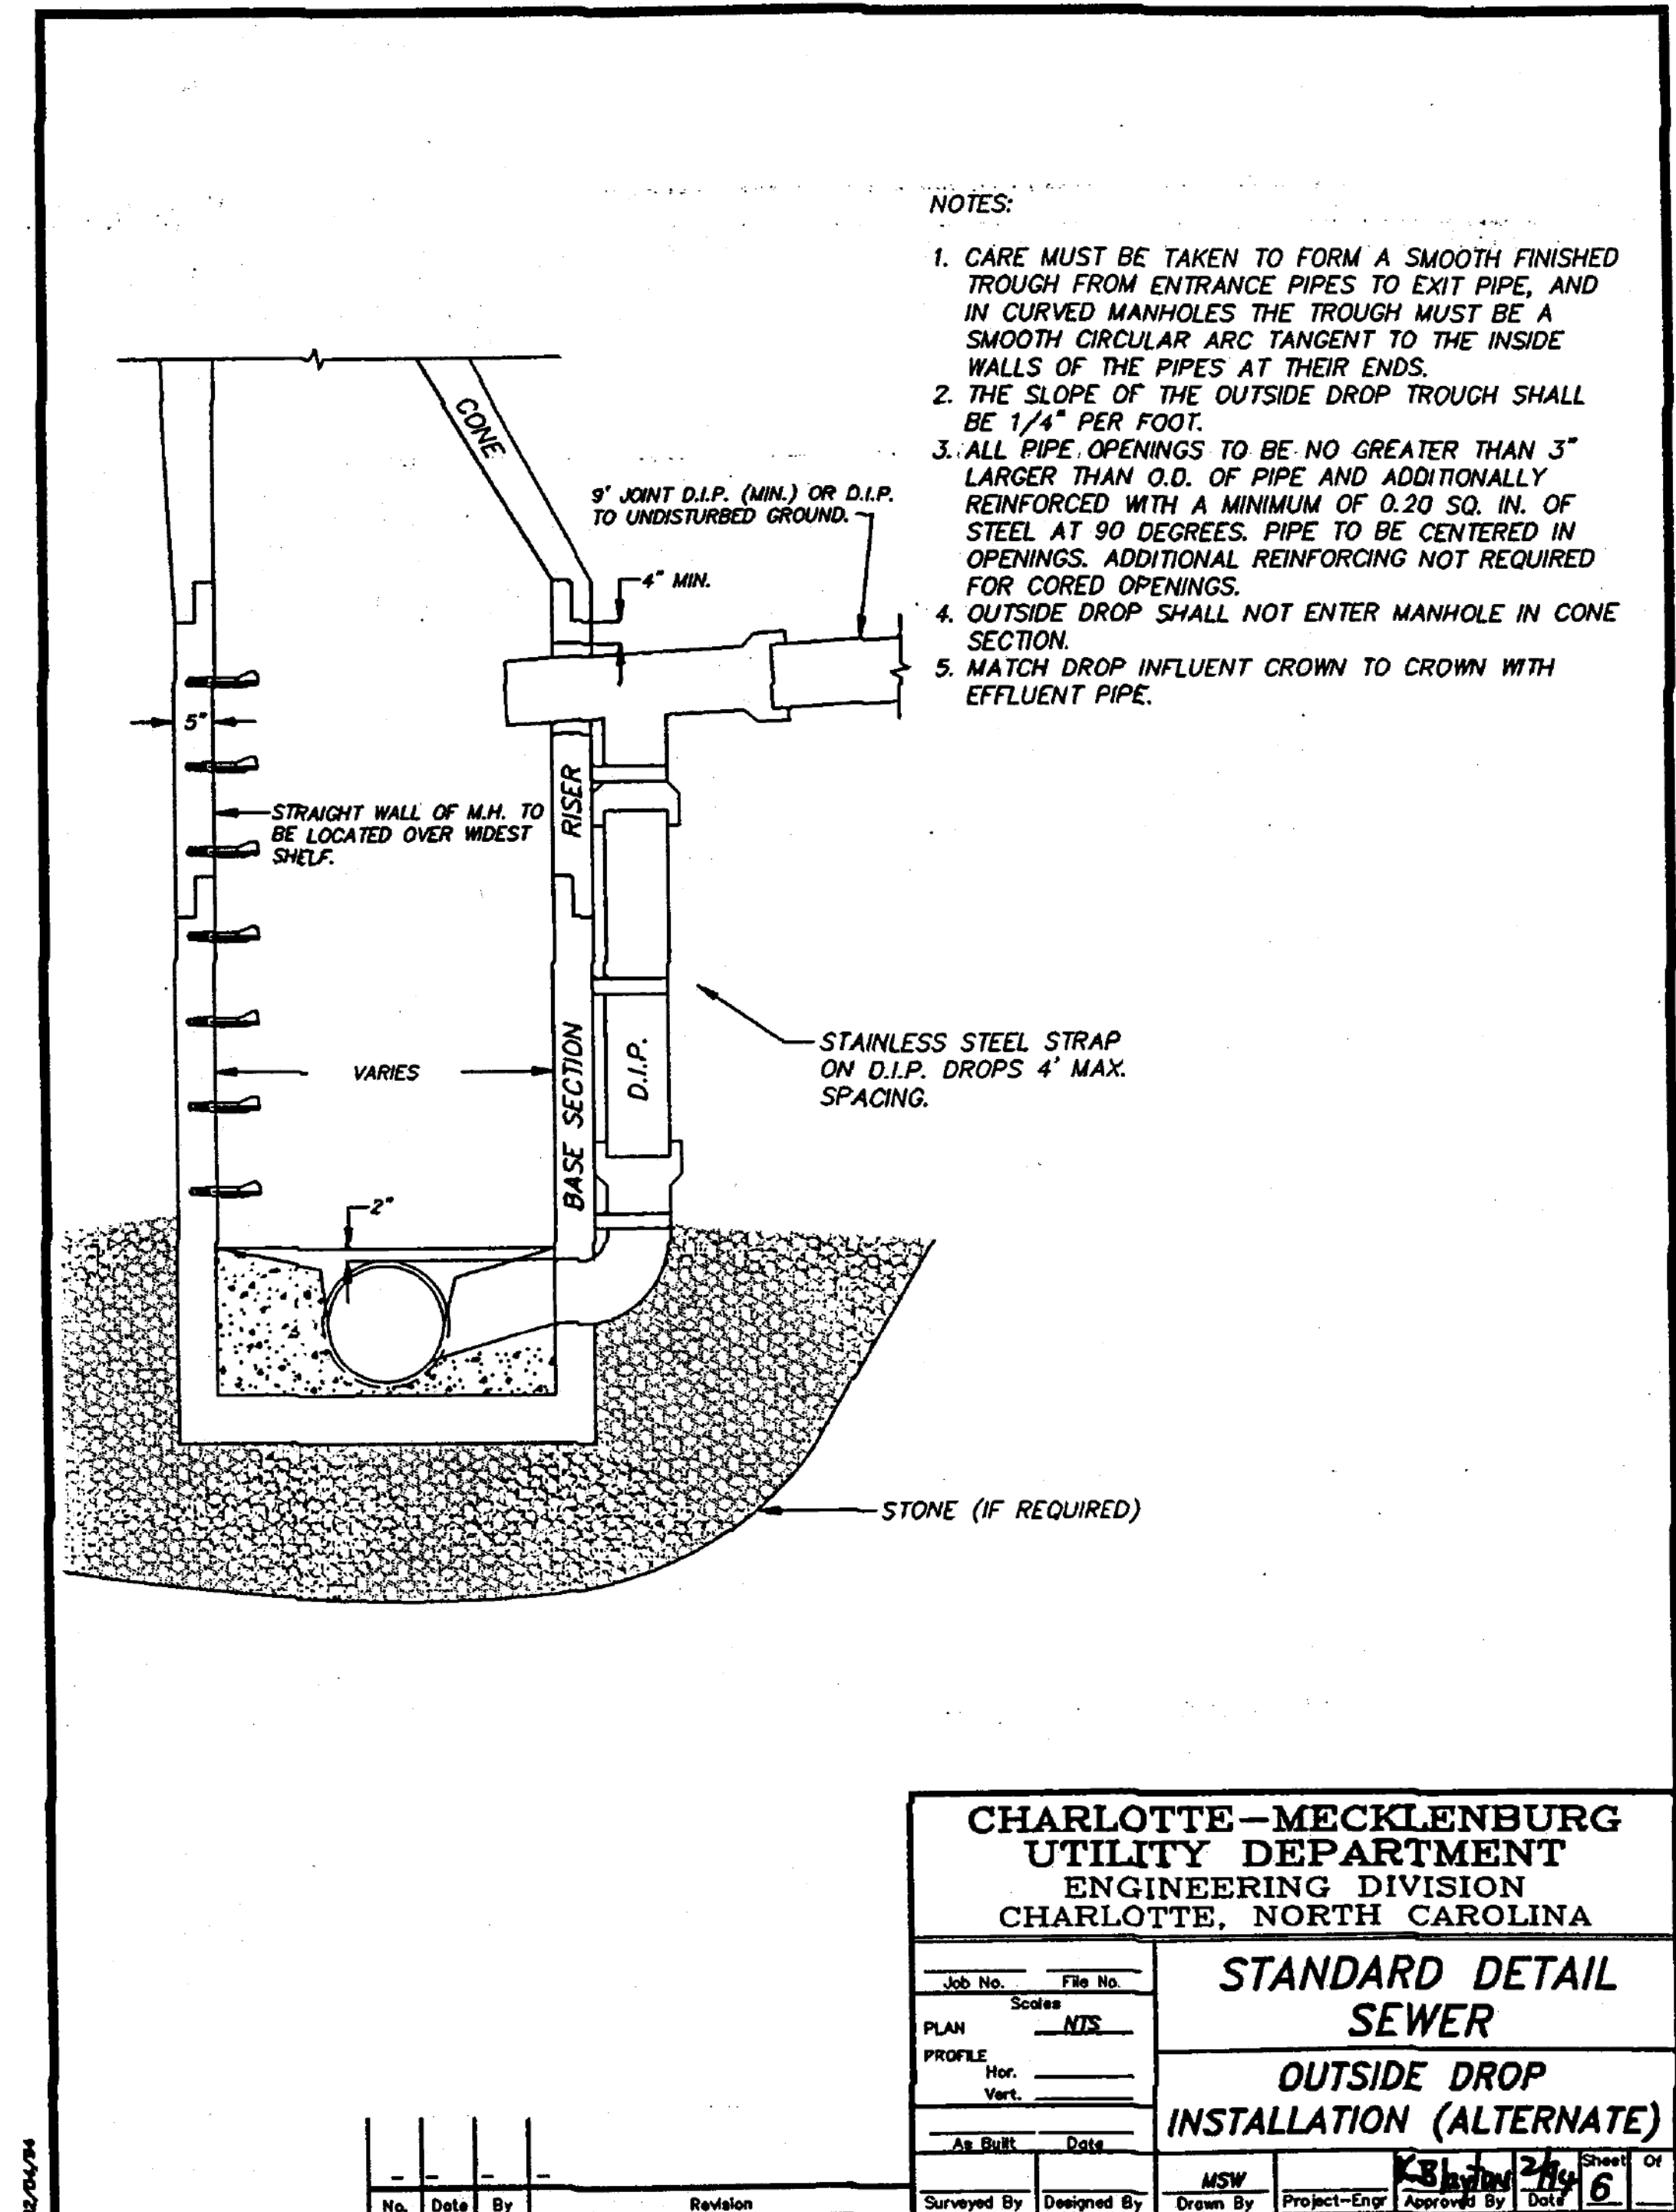 NOTES:
1. CARE MUST BE TAKEN TO FORM A SMOOTH FINISHED
TROUGH FROM ENTRANCE PIPES TO EXIT PIPE, AND
IN CURVED MANHOLES THE TROUGH MUST BE A
SMOOTH CIRCULAR ARC TANGENT TO THE INSIDE
WALLS OF THE PIPES AT THEIR ENDS.
2. THE SLOPE OF THE OUTSIDE DROP TROUGH SHALL
BE 1/4" PER FOOT.
3. ALL PIPE OPENINGS TO BE NO GREATER THAN 3"
LARGER THAN O.D. OF PIPE AND ADDITIONALLY
REINFORCED WITH A MINIMUM OF 0.20 SQ. IN. OF
STEEL AT 90 DEGREES. PIPE TO BE CENTERED IN
OPENINGS. ADDITIONAL REINFORCING NOT REQUIRED
FOR CORED OPENINGS.
4. OUTSIDE DROP SHALL NOT ENTER MANHOLE IN CONE
SECTION.
5. MATCH DROP INFLUENT CROWN TO CROWN WITH
EFFLUENT PIPE.
CONE
9' JOINT D.I.P. (MIN.) OR D.I.P.
TO UNDISTURBED GROUND.
4" MIN.
5"
STRAIGHT WALL OF M.H. TO
BE LOCATED OVER WIDEST
SHELF.
RISER
VARIES
BASE SECTION
D.I.P.
STAINLESS STEEL STRAP
ON D.I.P. DROPS 4' MAX.
SPACING.
2"
STONE (IF REQUIRED)
CHARLOTTE-MECKLENBURG
UTILITY DEPARTMENT
ENGINEERING DIVISION
CHARLOTTE, NORTH CAROLINA
Job No. File No.
Scales
PLAN NTS
PROFILE
Hor.
Vert.
As Built Date
STANDARD DETAIL
SEWER
OUTSIDE DROP
INSTALLATION (ALTERNATE)
Surveyed By
Designed By
MSW
Drawn By
Project-Engr
Approved By
2/94
Date
Sheet
6
Of
No. Date By Revision